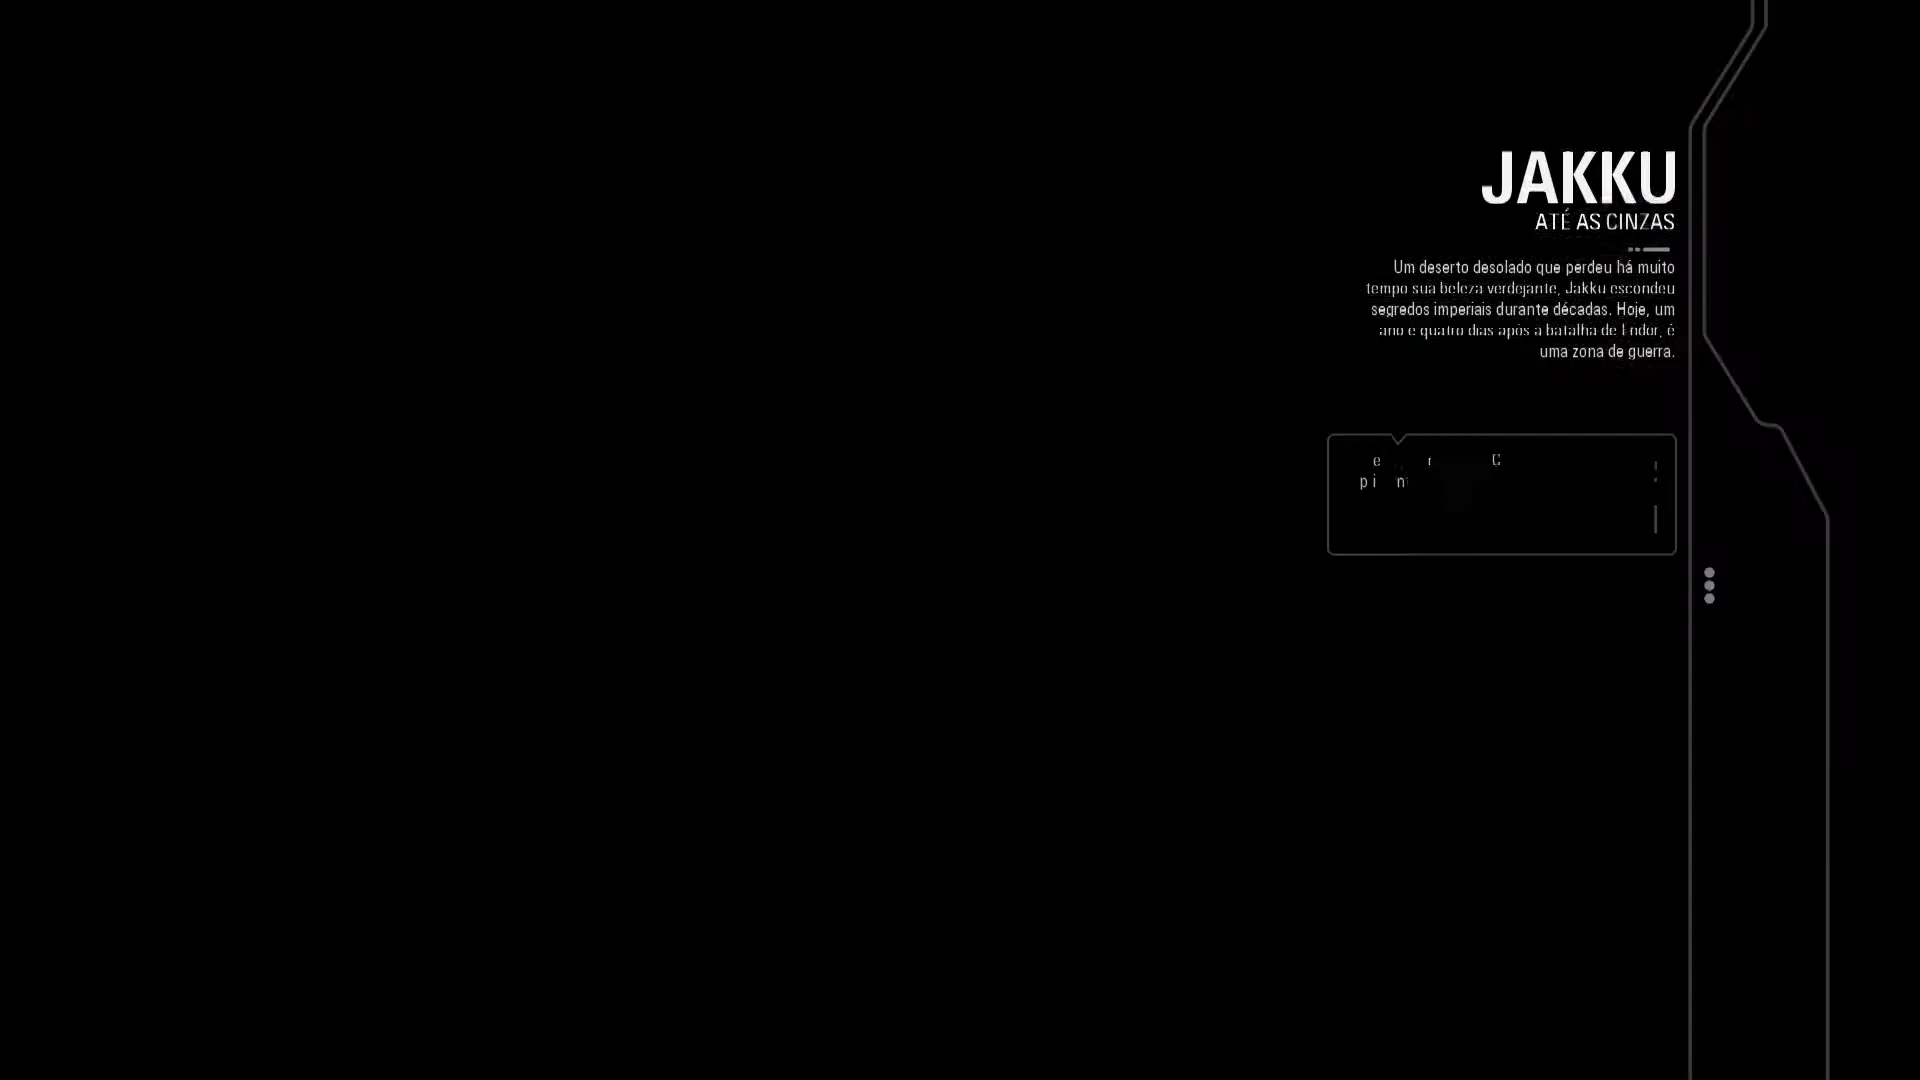 JAKKU
ATÉ AS CINZAS
Um deserto desolado que perdeu há muito
tempo sua beleza verdejante, Jakku escondeu
segredos imperiais durante décadas. Hoje, um
ano e quatro dias após a batalha de Endor, é
uma zona de guerra.